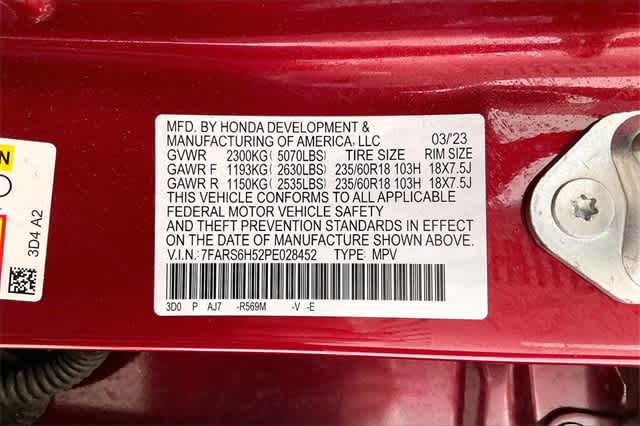 MFD. BY HONDA DEVELOPMENT &
MANUFACTURING OF AMERICA, LLC 03/'23
GVWR 2300KG ( 5070LBS) TIRE SIZE RIM SIZE
GAWR F 1193KG ( 2630LBS) 235/60R18 103H 18X7.5J
GAWR R 1150KG ( 2535LBS) 235/60R18 103H 18X7.5J
THIS VEHICLE CONFORMS TO ALL APPLICABLE
FEDERAL MOTOR VEHICLE SAFETY
AND THEFT PREVENTION STANDARDS IN EFFECT
ON THE DATE OF MANUFACTURE SHOWN ABOVE.
V.I.N.: 7FARS6H52PE028452 TYPE: MPV
3D0 P AJ7 -R569M -V -E
3D4 A2